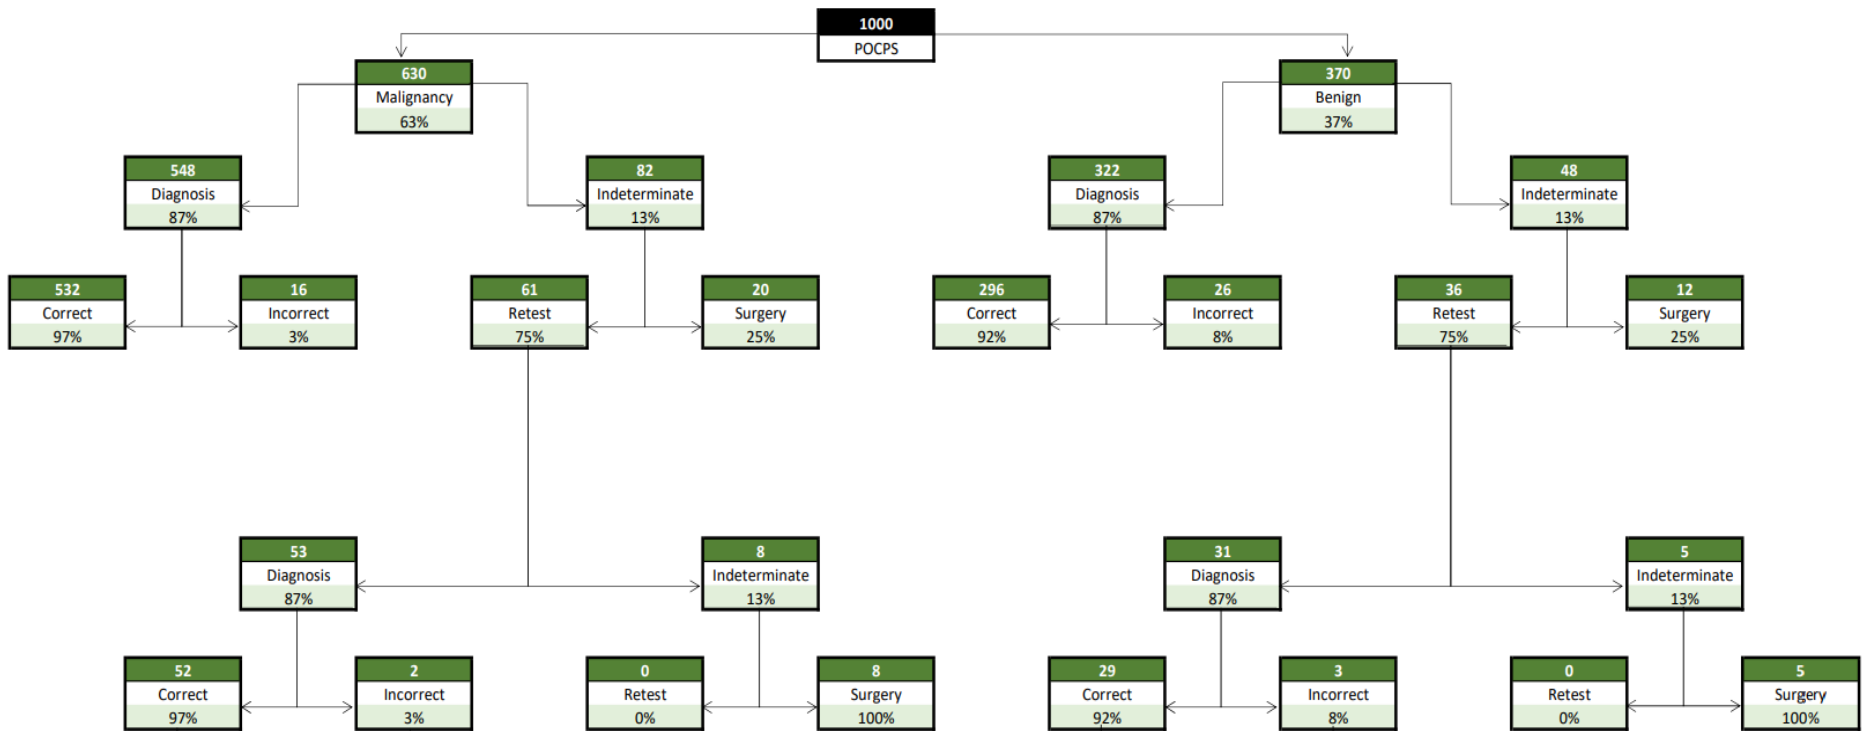 1000
POCPS
630
Malignancy
63%
370
Benign
37%
548
Diagnosis
87%
82
Indeterminate
13%
322
Diagnosis
87%
48
Indeterminate
13%
532
Correct
97%
16
Incorrect
3%
61
Retest
75%
20
Surgery
25%
296
Correct
92%
26
Incorrect
8%
36
Retest
75%
12
Surgery
25%
53
Diagnosis
87%
8
Indeterminate
13%
31
Diagnosis
87%
5
Indeterminate
13%
52
Correct
97%
2
Incorrect
3%
0
Retest
0%
8
Surgery
100%
29
Correct
92%
3
Incorrect
8%
0
Retest
0%
5
Surgery
100%